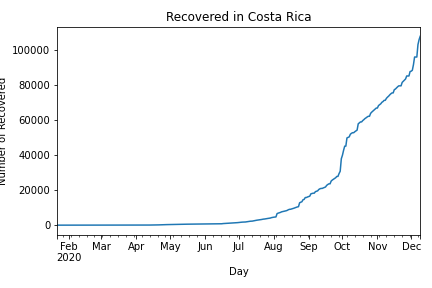 Recovered in Costa Rica
Number of Recovered
100000
80000
60000
40000
20000
0
Feb Mar Apr May Jun Jul Aug Sep Oct Nov Dec
2020
Day